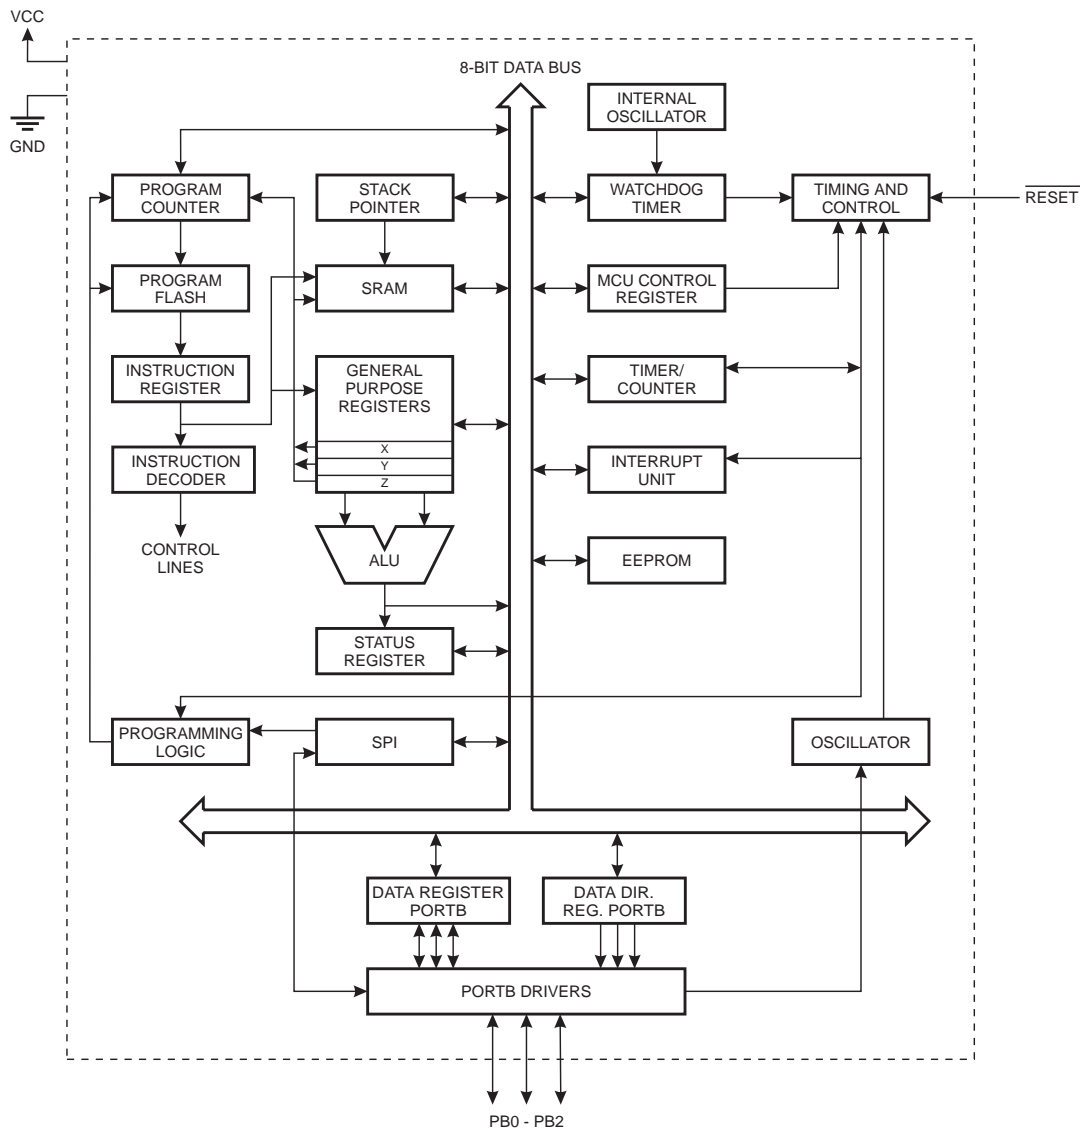 VCC
GND
8-BIT DATA BUS
INTERNAL
OSCILLATOR
PROGRAM
COUNTER
STACK
POINTER
WATCHDOG
TIMER
TIMING AND
CONTROL
RESET
PROGRAM
FLASH
SRAM
MCU CONTROL
REGISTER
INSTRUCTION
REGISTER
GENERAL
PURPOSE
REGISTERS
X
Y
Z
TIMER/
COUNTER
INSTRUCTION
DECODER
INTERRUPT
UNIT
CONTROL
LINES
ALU
EEPROM
STATUS
REGISTER
PROGRAMMING
LOGIC
SPI
OSCILLATOR
DATA REGISTER
PORTB
DATA DIR.
REG. PORTB
PORTB DRIVERS
PB0 - PB2